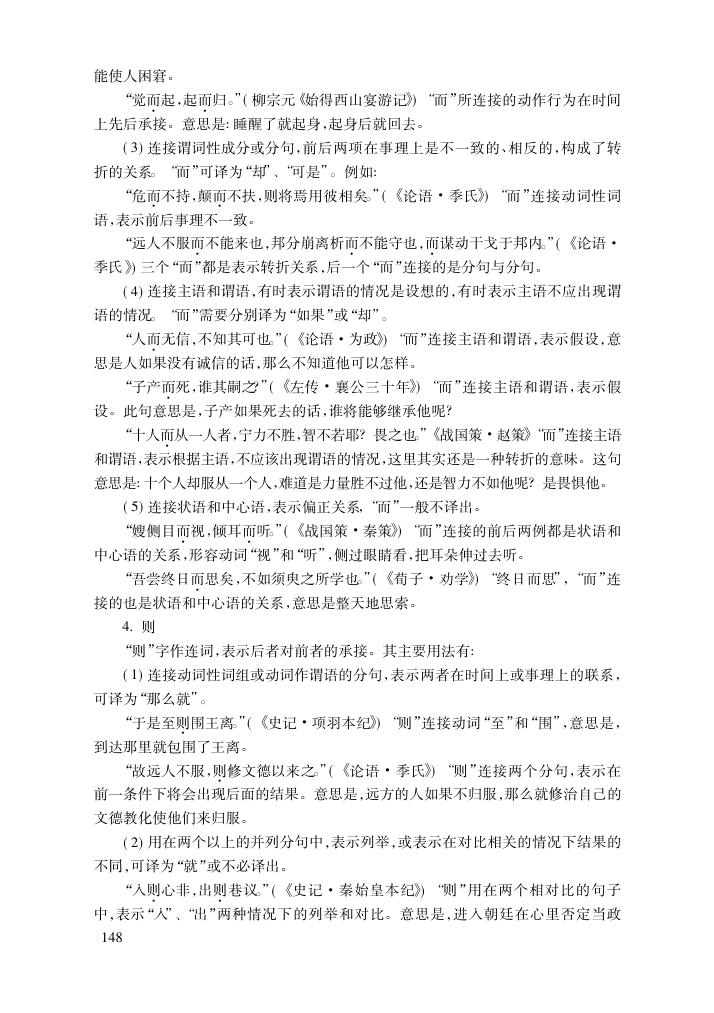 能使人困窘。
“觉而起,起而归。”(柳宗元《始得西山宴游记》) “而”所连接的动作行为在时间
上先后承接。意思是:睡醒了就起身,起身后就回去。
(3)连接谓词性成分或分句,前后两项在事理上是不一致的、相反的,构成了转
折的关系。“而”可译为“却”、“可是”。例如:
“危而不持,颠而不扶,则将焉用彼相矣。”(《论语·季氏》) “而”连接动词性词
语,表示前后事理不一致。
“远人不服而不能来也,邦分崩离析而不能守也,而谋动干戈于邦内。”(《论语·
季氏》)三个“而”都是表示转折关系,后一个“而”连接的是分句与分句。
(4)连接主语和谓语,有时表示谓语的情况是设想的,有时表示主语不应出现谓
语的情况。“而”需要分别译为“如果”或“却”。
“人而无信,不知其可也。”(《论语·为政》) “而”连接主语和谓语,表示假设,意
思是人如果没有诚信的话,那么不知道他可以怎样。
“子产而死,谁其嗣之?”(《左传·襄公三十年》) “而”连接主语和谓语,表示假
设。此句意思是,子产如果死去的话,谁将能够继承他呢?
“十人而从一人者,宁力不胜,智不若耶?畏之也。”《战国策·赵策》“而”连接主语
和谓语,表示根据主语,不应该出现谓语的情况,这里其实还是一种转折的意味。这句
意思是:十个人却服从一个人,难道是力量胜不过他,还是智力不如他呢?是畏惧他。
(5)连接状语和中心语,表示偏正关系,“而”一般不译出。
“嫂侧目而视,倾耳而听。”(《战国策·秦策》) “而”连接的前后两例都是状语和
中心语的关系,形容动词“视”和“听”,侧过眼睛看,把耳朵伸过去听。
“吾尝终日而思矣,不如须臾之所学也。”(《荀子·劝学》) “终日而思”,“而”连
接的也是状语和中心语的关系,意思是整天地思索。
4. 则
“则”字作连词,表示后者对前者的承接。其主要用法有:
(1)连接动词性词组或动词作谓语的分句,表示两者在时间上或事理上的联系,
可译为“那么就”。
“于是至则围王离。”(《史记·项羽本纪》) “则”连接动词“至”和“围”,意思是,
到达那里就包围了王离。
“故远人不服,则修文德以来之。”(《论语·季氏》) “则”连接两个分句,表示在
前一条件下将会出现后面的结果。意思是,远方的人如果不归服,那么就修治自己的
文德教化使他们来归服。
(2)用在两个以上的并列分句中,表示列举,或表示在对比相关的情况下结果的
不同,可译为“就”或不必译出。
“入则心非,出则巷议。”(《史记·秦始皇本纪》) “则”用在两个相对比的句子
中,表示“入”、“出”两种情况下的列举和对比。意思是,进入朝廷在心里否定当政
148